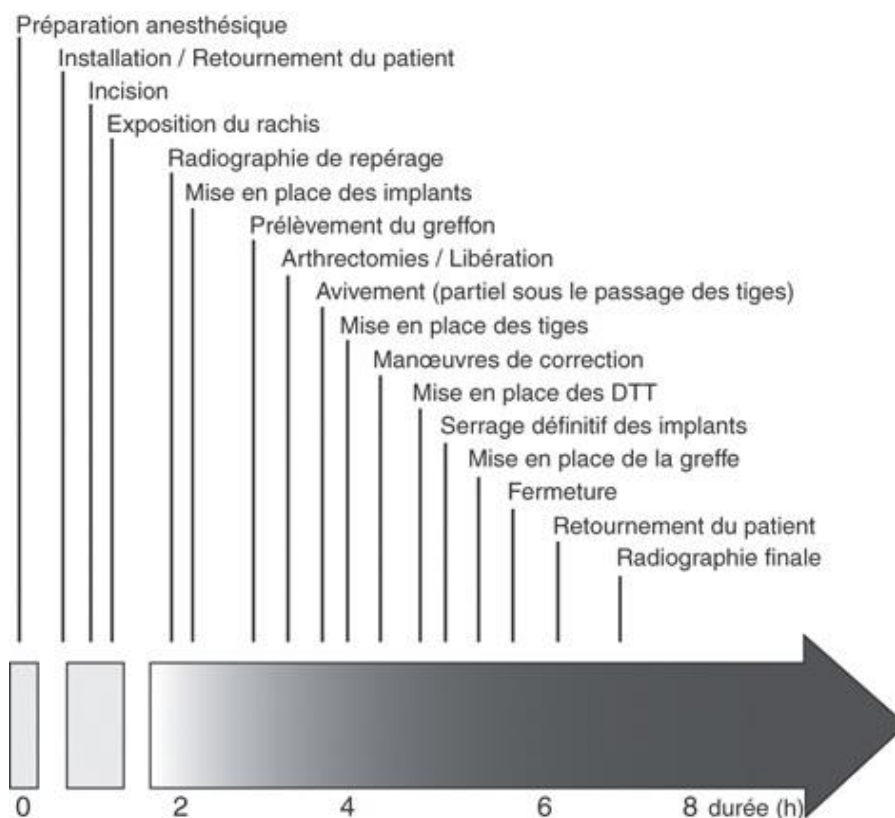 Préparation anesthésique
Installation / Retournement du patient
Incision
Exposition du rachis
Radiographie de repérage
Mise en place des implants
Prélèvement du greffon
Arthrectomies / Libération
Avivement (partiel sous le passage des tiges)
Mise en place des tiges
Manœuvres de correction
Mise en place des DTT
Serrage définitif des implants
Mise en place de la greffe
Fermeture
Retournement du patient
Radiographie finale
0 2 4 6 8 durée (h)